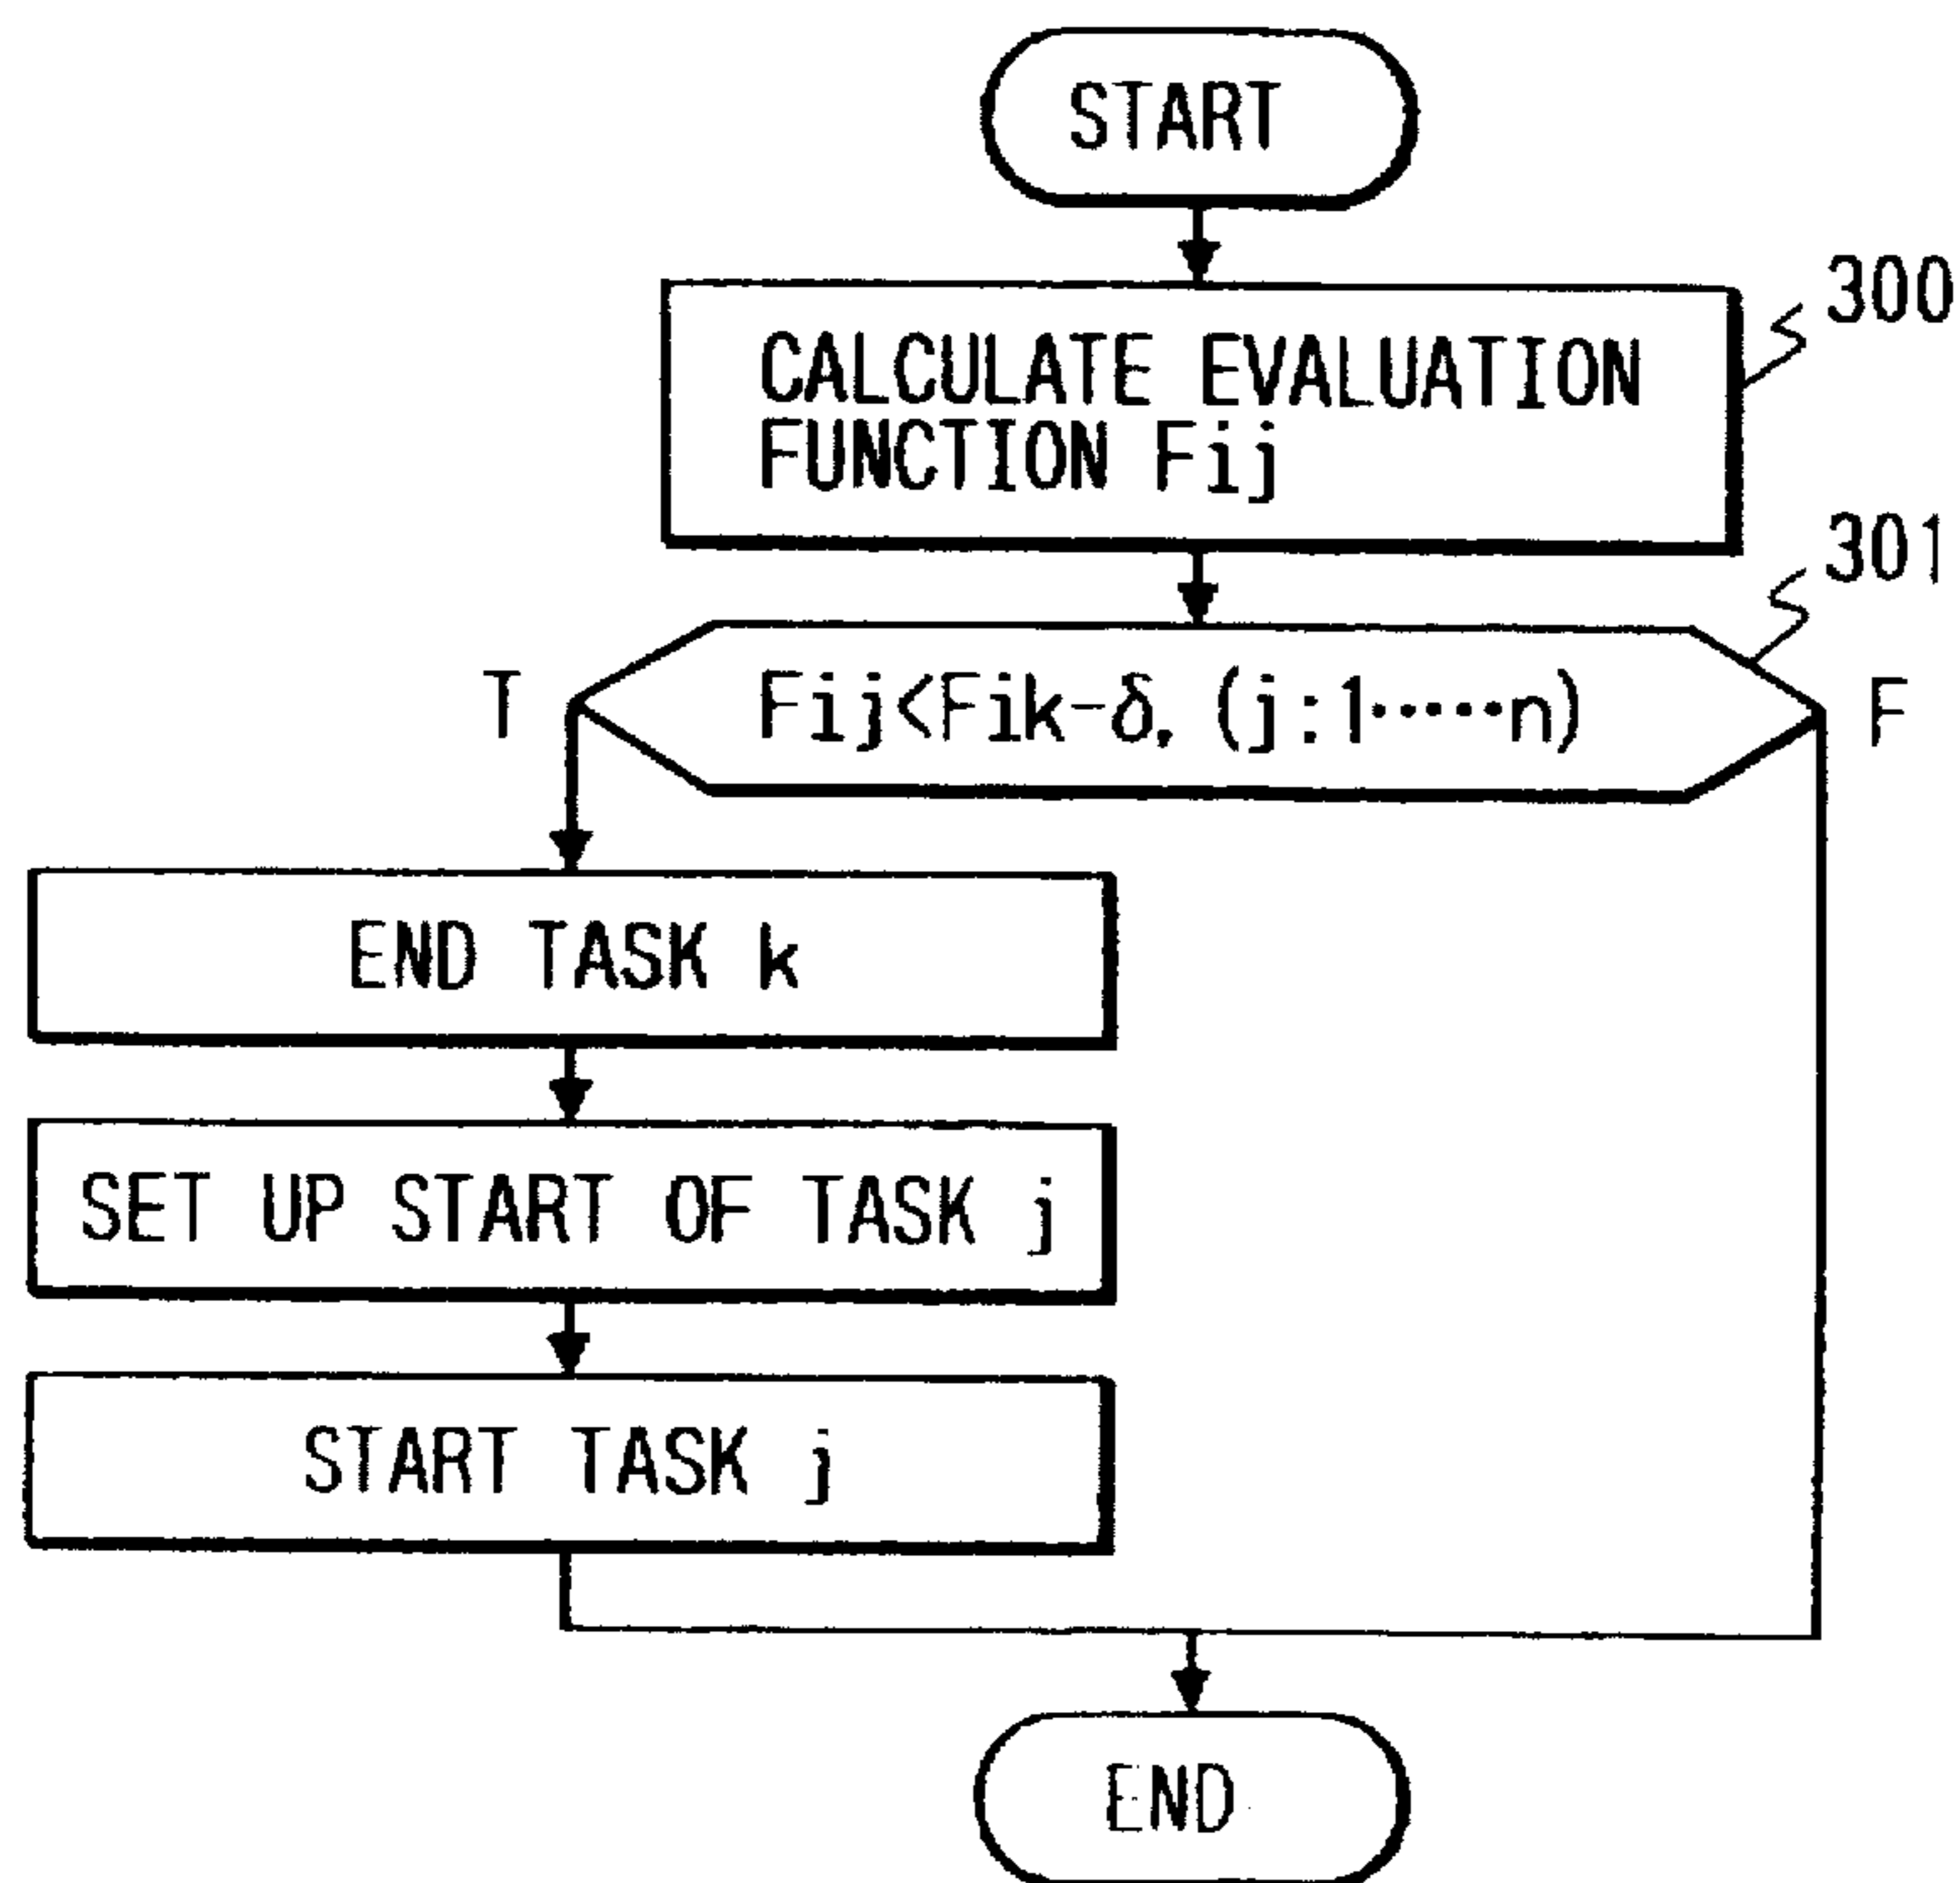 START
300
CALCULATE EVALUATION
FUNCTION Fij
301
T
Fij<Fik-δ, (j:1·····n)
F
END TASK k
SET UP START OF TASK j
START TASK j
END